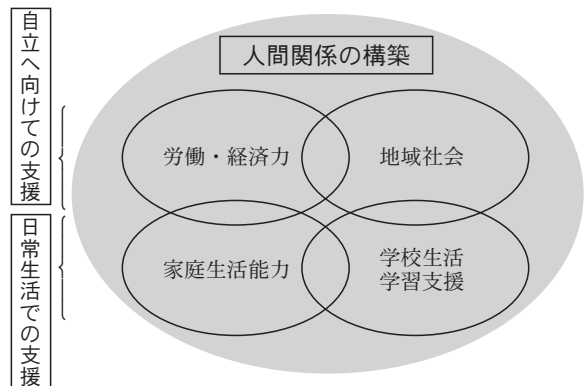 自立へ向けての支援
人間関係の構築
労働・経済力
地域社会
日常生活での支援
家庭生活能力
学校生活
学習支援